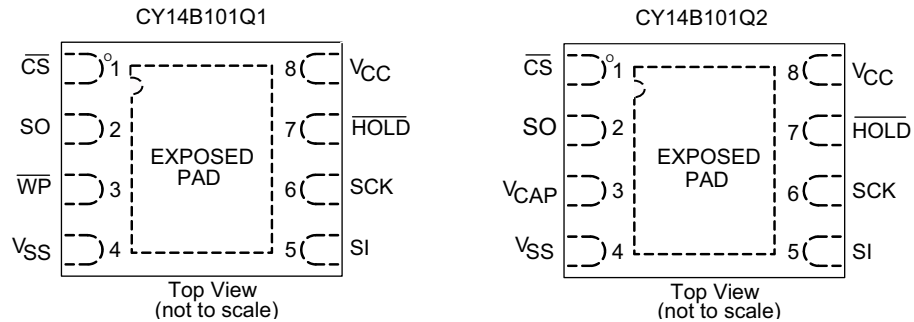 CY14B101Q1
CS 1 8 VCC
SO 2 7 HOLD
WP 3 6 SCK
VSS 4 5 SI
EXPOSED
PAD
Top View
(not to scale)
CY14B101Q2
CS 1 8 VCC
SO 2 7 HOLD
VCAP 3 6 SCK
VSS 4 5 SI
EXPOSED
PAD
Top View
(not to scale)